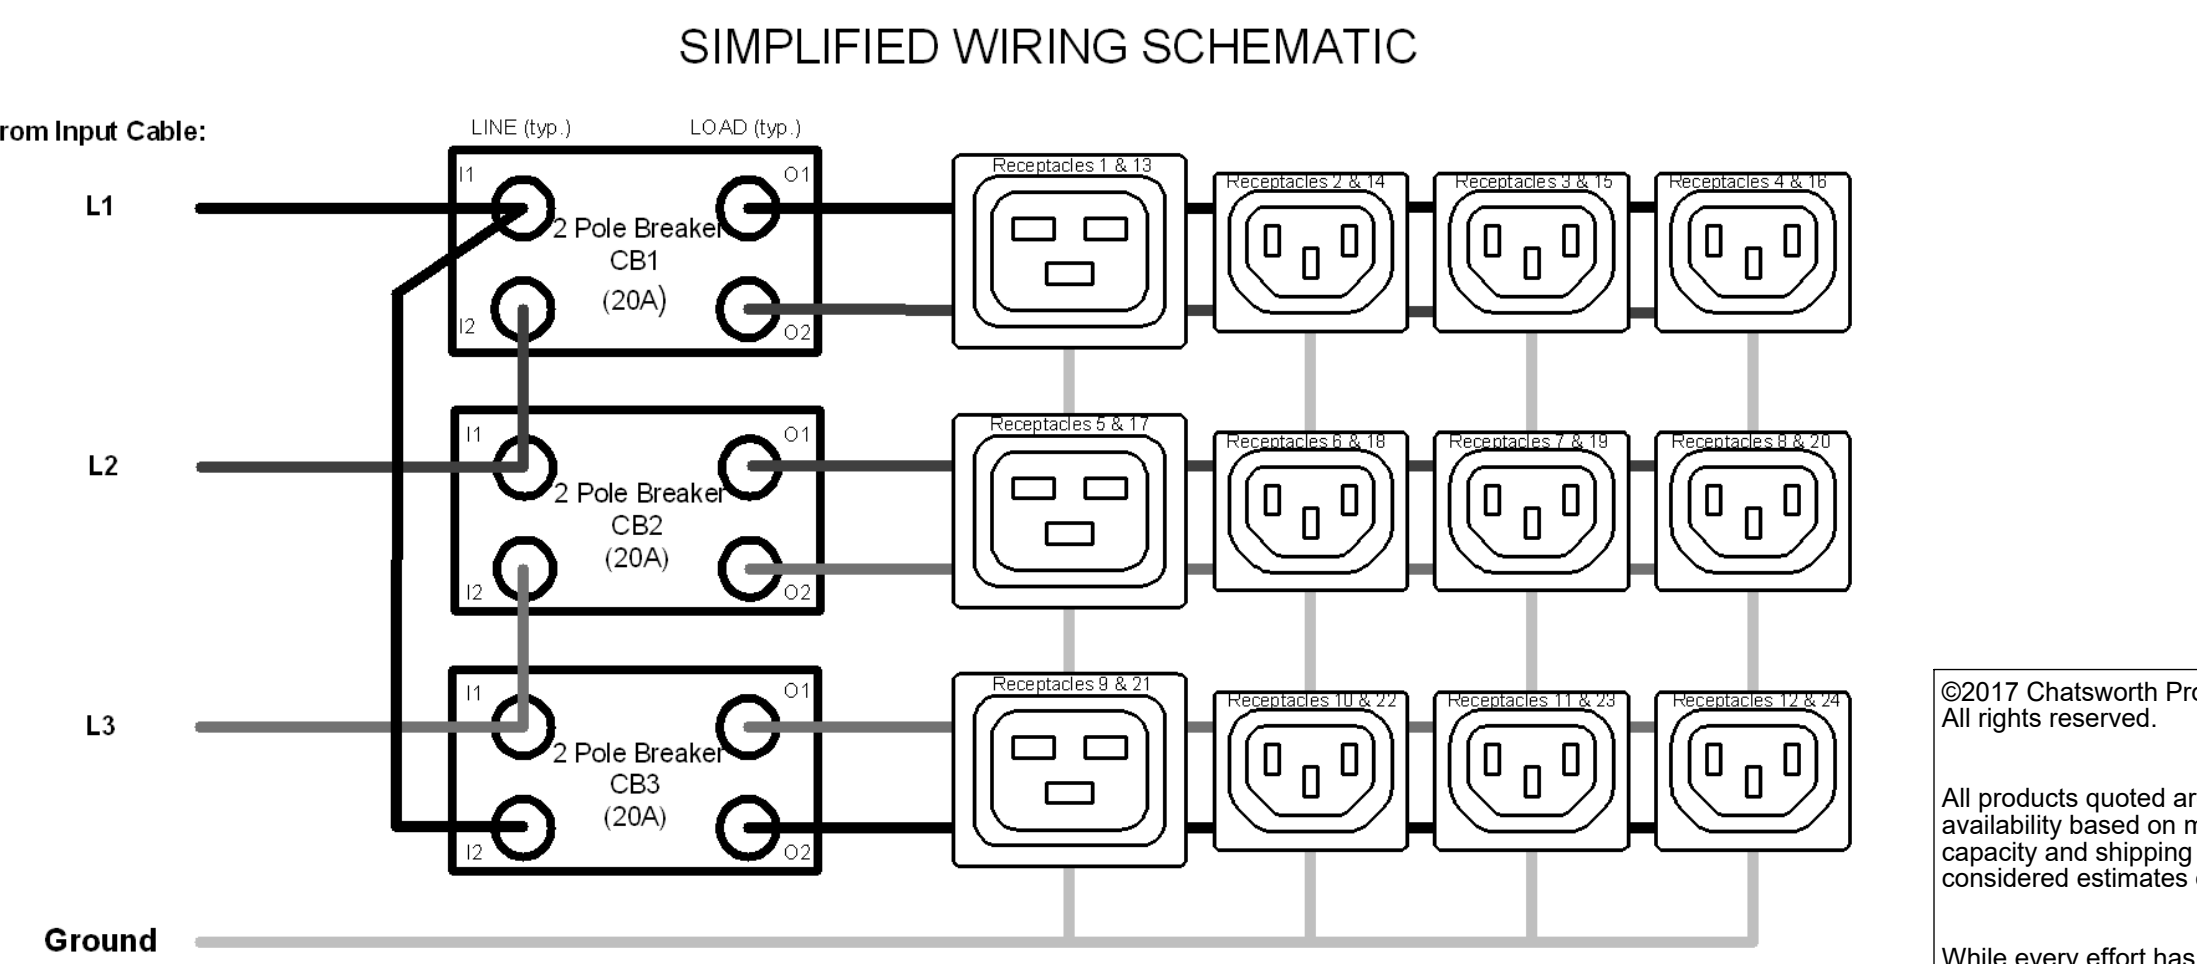 SIMPLIFIED WIRING SCHEMATIC
rom Input Cable:
LINE (typ.)
LOAD (typ.)
L1
I1
O1
2 Pole Breaker
CB1
(20A)
I2
O2
Receptacles 1 & 13
Receptacles 2 & 14
Receptacles 3 & 15
Receptacles 4 & 16
L2
I1
O1
2 Pole Breaker
CB2
(20A)
I2
O2
Receptacles 5 & 17
Receptacles 6 & 18
Receptacles 7 & 19
Receptacles 8 & 20
L3
I1
O1
2 Pole Breaker
CB3
(20A)
I2
O2
Receptacles 9 & 21
Receptacles 10 & 22
Receptacles 11 & 23
Receptacles 12 & 24
Ground
©2017 Chatsworth Pro
All rights reserved.
All products quoted ar
availability based on m
capacity and shipping
considered estimates
While every effort has